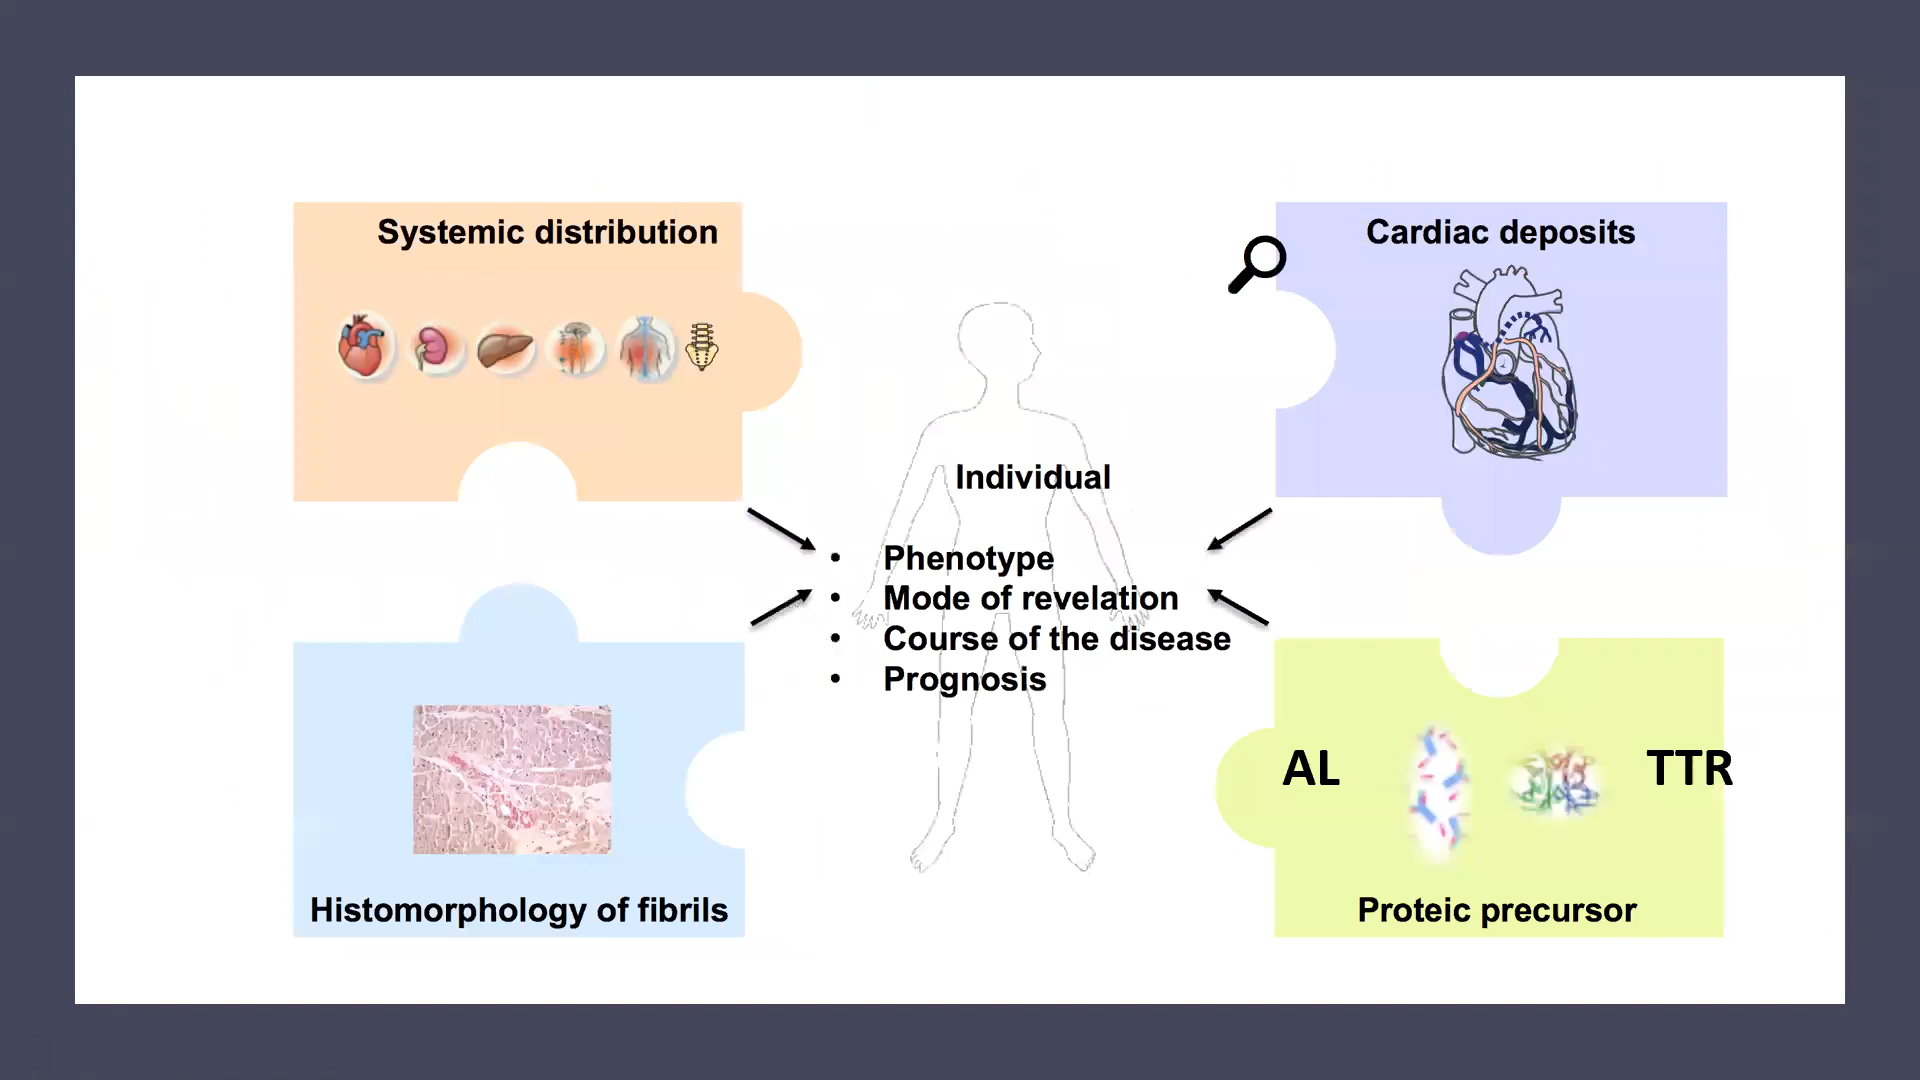 Systemic distribution
Cardiac deposits
Individual
• Phenotype
• Mode of revelation
• Course of the disease
• Prognosis
AL
TTR
Histomorphology of fibrils
Proteic precursor